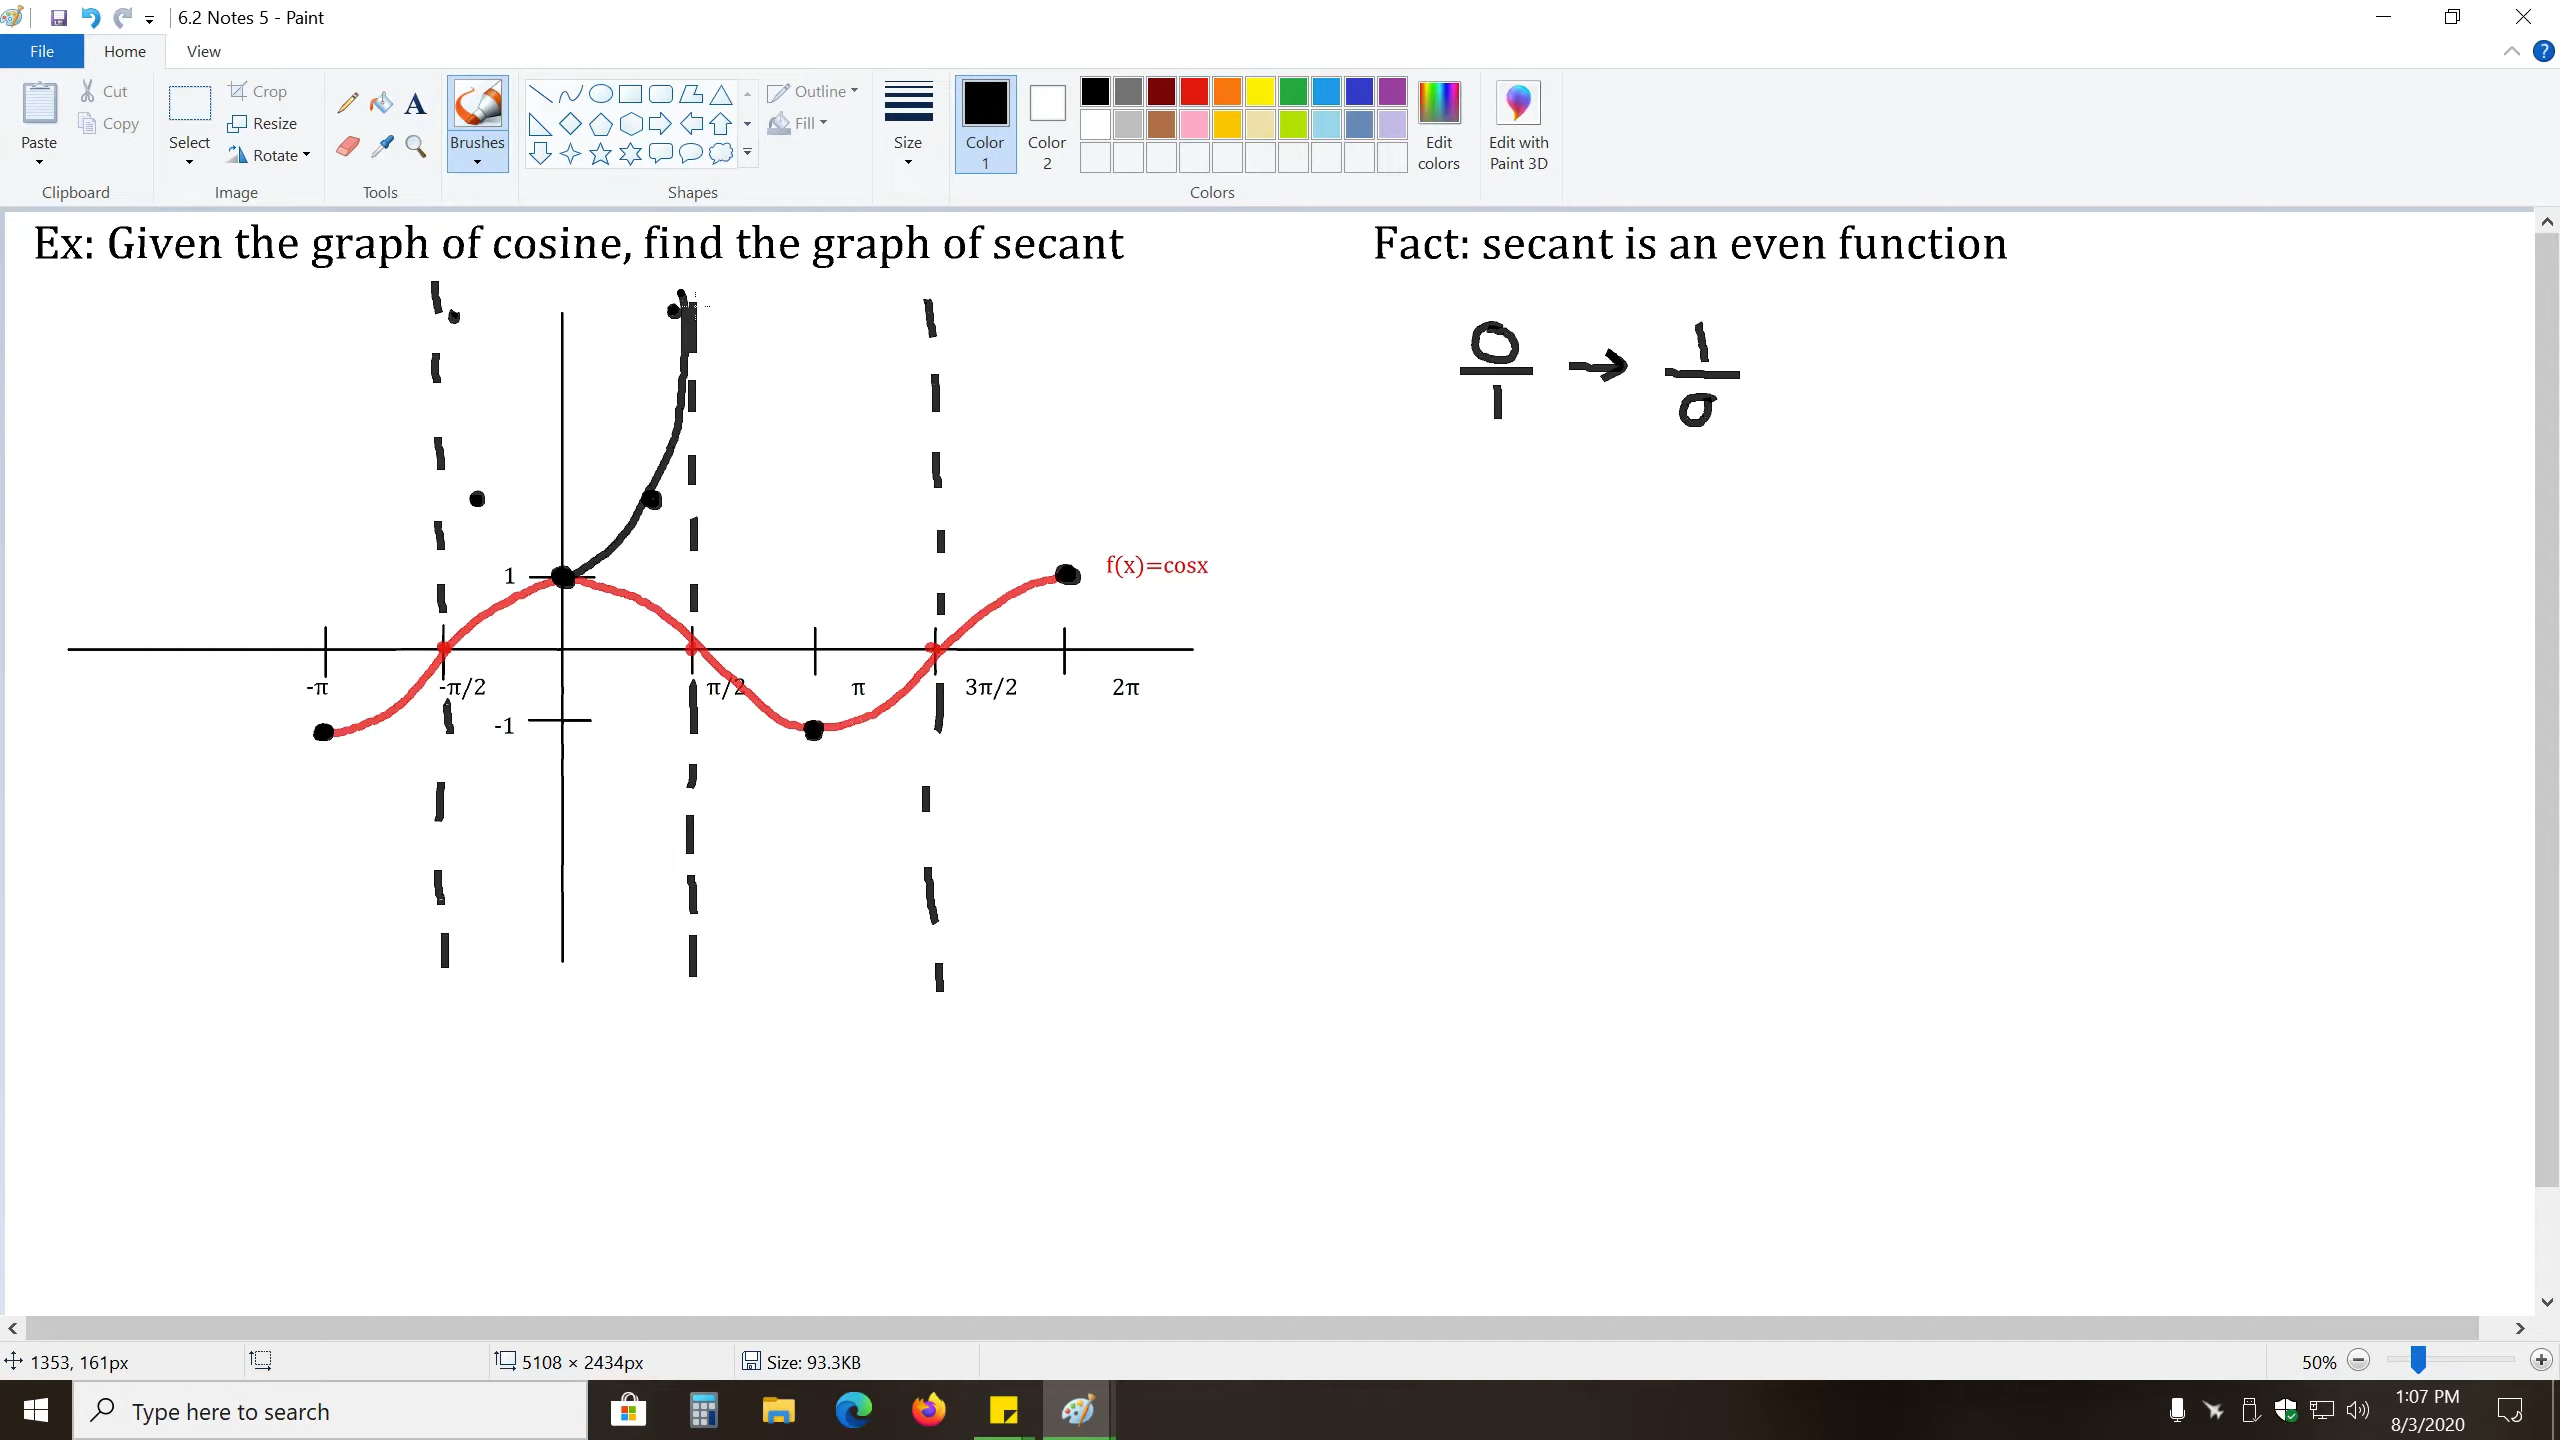 6.2 Notes 5 - Paint
File Home View
Paste Cut Copy Clipboard
Select Crop Resize Rotate Image
A Tools
Brushes
Outline Fill Shapes
Size
Color 1 Color 2 Colors
Edit colors
Edit with Paint 3D
Ex: Given the graph of cosine, find the graph of secant
Fact: secant is an even function
0/1 → 1/0
1
f(x)=cosx
-π -π/2 π/2 π 3π/2 2π
-1
1353, 161px 5108 × 2434px Size: 93.3KB 50%
Type here to search
1:07 PM
8/3/2020